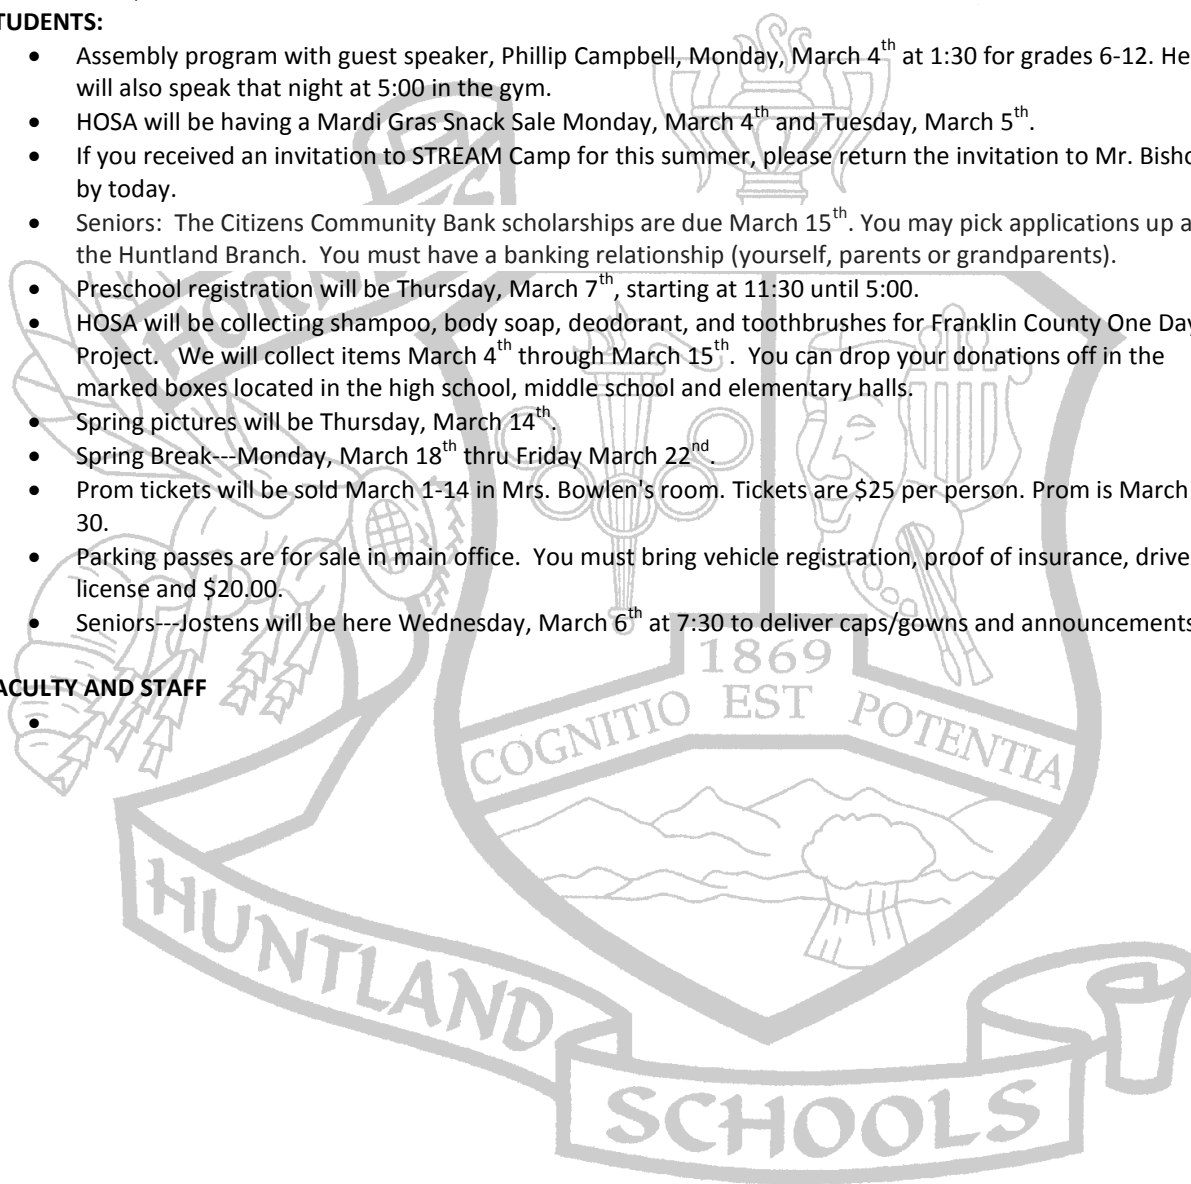 TUDENTS:
• Assembly program with guest speaker, Phillip Campbell, Monday, March 4th at 1:30 for grades 6-12. He
will also speak that night at 5:00 in the gym.
• HOSA will be having a Mardi Gras Snack Sale Monday, March 4th and Tuesday, March 5th.
• If you received an invitation to STREAM Camp for this summer, please return the invitation to Mr. Bisho
by today.
• Seniors: The Citizens Community Bank scholarships are due March 15th. You may pick applications up a
the Huntland Branch. You must have a banking relationship (yourself, parents or grandparents).
• Preschool registration will be Thursday, March 7th, starting at 11:30 until 5:00.
• HOSA will be collecting shampoo, body soap, deodorant, and toothbrushes for Franklin County One Day
Project. We will collect items March 4th through March 15th. You can drop your donations off in the
marked boxes located in the high school, middle school and elementary halls.
• Spring pictures will be Thursday, March 14th.
• Spring Break---Monday, March 18th thru Friday March 22nd.
• Prom tickets will be sold March 1-14 in Mrs. Bowlen's room. Tickets are $25 per person. Prom is March
30.
• Parking passes are for sale in main office. You must bring vehicle registration, proof of insurance, drive
license and $20.00.
• Seniors---Jostens will be here Wednesday, March 6th at 7:30 to deliver caps/gowns and announcements
ACULTY AND STAFF
•
1869
COGNITIO EST POTENTIA
HUNTLAND
SCHOOLS